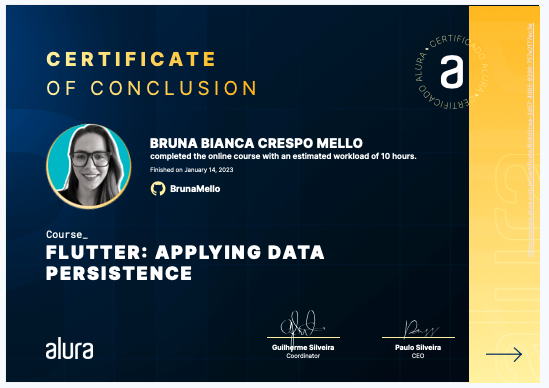 CERTIFICATE
OF CONCLUSION
CERTIFICADO ALURA • CERTIFICADO ALURA •
a
BRUNA BIANCA CRESPO MELLO
completed the online course with an estimated workload of 10 hours.
Finished on January 14, 2023
BrunaMello
Course_
FLUTTER: APPLYING DATA
PERSISTENCE
alura
Guilherme Silveira
Coordinator
Paulo Silveira
CEO
alura